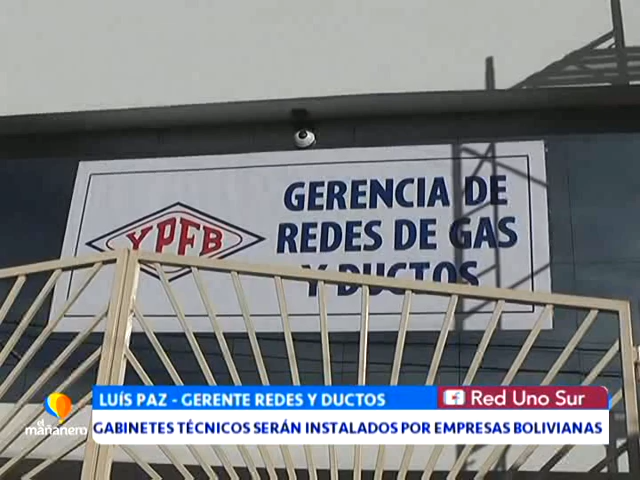 GERENCIA DE
REDES DE GAS
Y DUCTOS
YPFB
LUÍS PAZ - GERENTE REDES Y DUCTOS
Red Uno Sur
GABINETES TÉCNICOS SERÁN INSTALADOS POR EMPRESAS BOLIVIANAS
el
mañanero